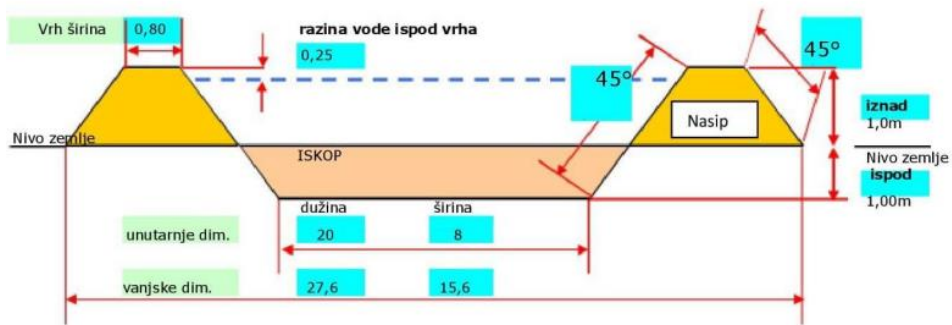 Vrh širina 0,80
razina vode ispod vrha
0,25
45°
45°
Nasip
iznad
1,0m
Nivo zemlje
Nivo zemlje
ISKOP
ispod
1,00m
dužina širina
unutarnje dim. 20 8
vanjske dim. 27,6 15,6